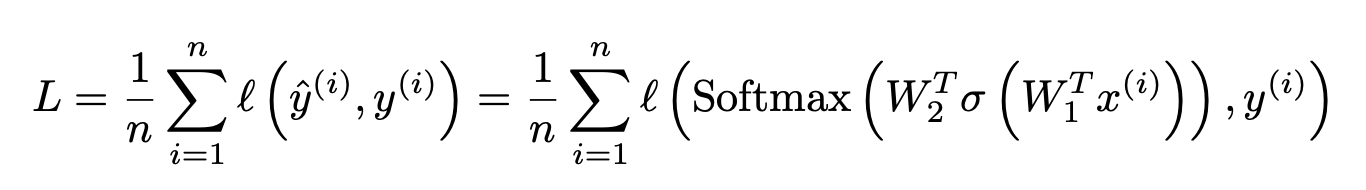 $L = \frac{1}{n} \sum_{i=1}^{n} \ell \left( \hat{y}^{(i)}, y^{(i)} \right) = \frac{1}{n} \sum_{i=1}^{n} \ell \left( \text{Softmax} \left( W_2^T \sigma \left( W_1^T x^{(i)} \right) \right), y^{(i)} \right)$